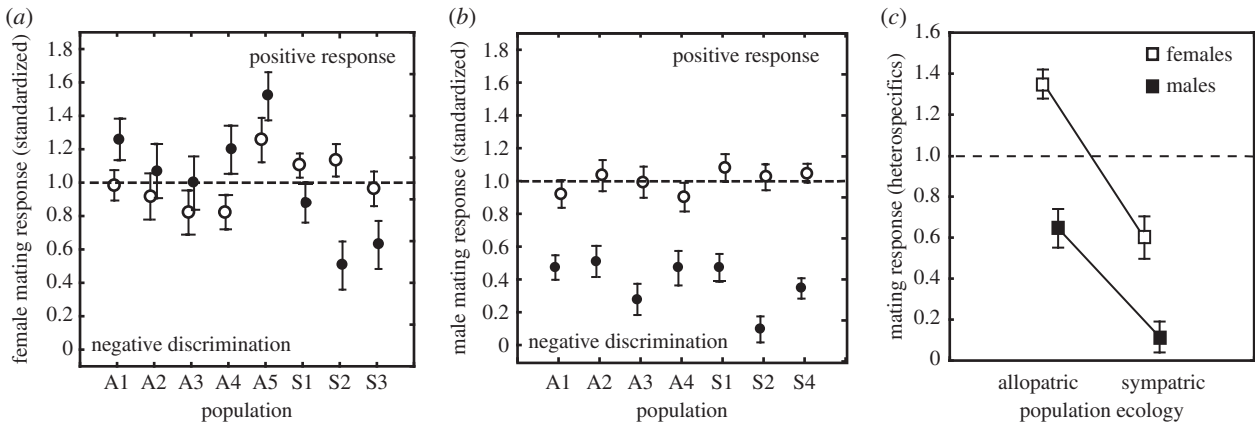 (a)
female mating response (standardized)
1.8
1.6
1.4
1.2
1.0
0.8
0.6
0.4
0.2
0
positive response
negative discrimination
A1 A2 A3 A4 A5 S1 S2 S3
population
(b)
male mating response (standardized)
1.8
1.6
1.4
1.2
1.0
0.8
0.6
0.4
0.2
0
positive response
negative discrimination
A1 A2 A3 A4 S1 S2 S4
population
(c)
mating response (heterospecifics)
1.6
1.4
1.2
1.0
0.8
0.6
0.4
0.2
0
females
males
allopatric sympatric
population ecology